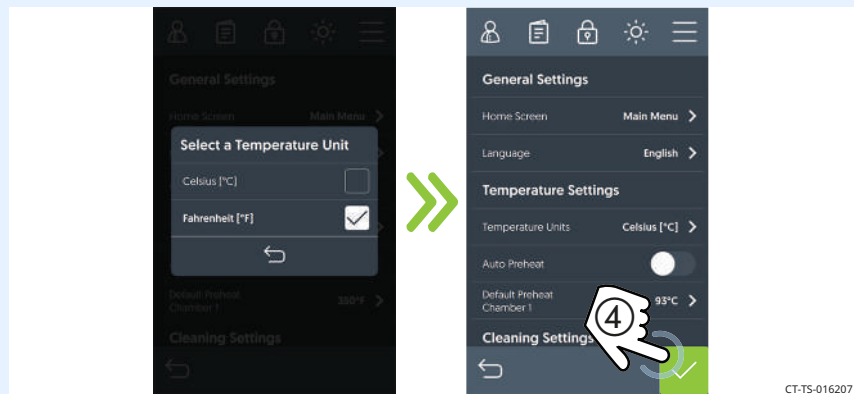 General Settings
Home Screen Main Menu
Select a Temperature Unit
Celsius [°C]
Fahrenheit [°F]
Default Preheat
Chamber 1
350°F
Cleaning Settings
General Settings
Home Screen Main Menu
Language English
Temperature Settings
Temperature Units Celsius [°C]
Auto Preheat
Default Preheat
Chamber 1
93°C
Cleaning Settings
4
CT-TS-016207